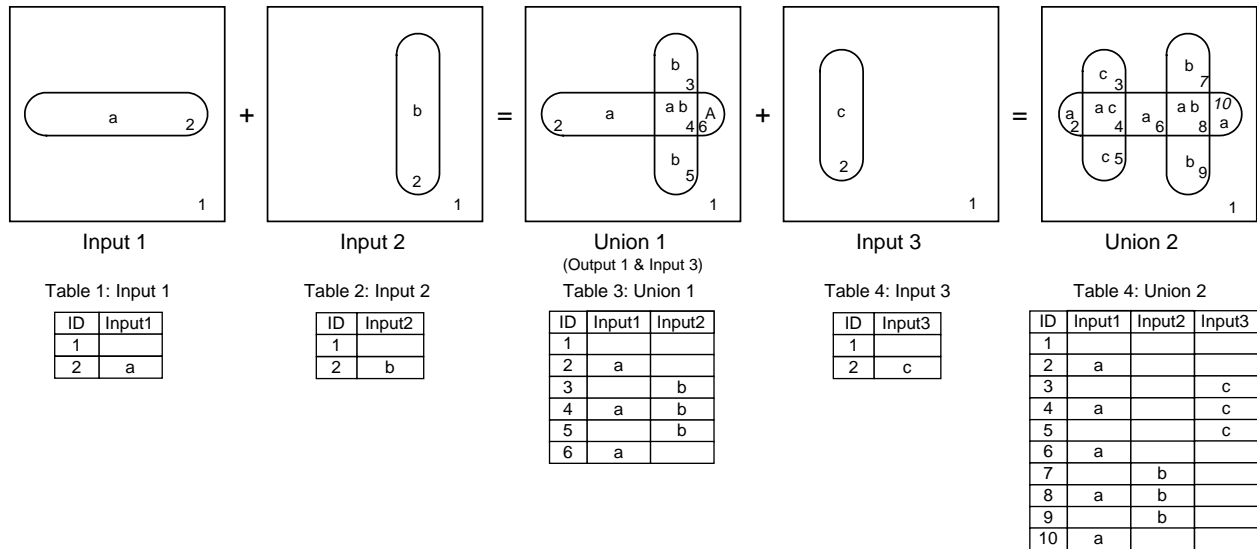 a 2 1
+
b 2 1
=
b 3
2 a a b 4 6 A
b 5
1
+
c 2 1
=
c 3 b 7
a 2 a c 4 a 6 a b 8 10 a
c 5 b 9
1
Input 1 Input 2 Union 1 Input 3 Union 2
(Output 1 & Input 3)
Table 1: Input 1
ID Input1
1
2 a
Table 2: Input 2
ID Input2
1
2 b
Table 3: Union 1
ID Input1 Input2
1
2 a
3 b
4 a b
5 b
6 a
Table 4: Input 3
ID Input3
1
2 c
Table 4: Union 2
ID Input1 Input2 Input3
1
2 a
3 c
4 a c
5 c
6 a
7 b
8 a b
9 b
10 a